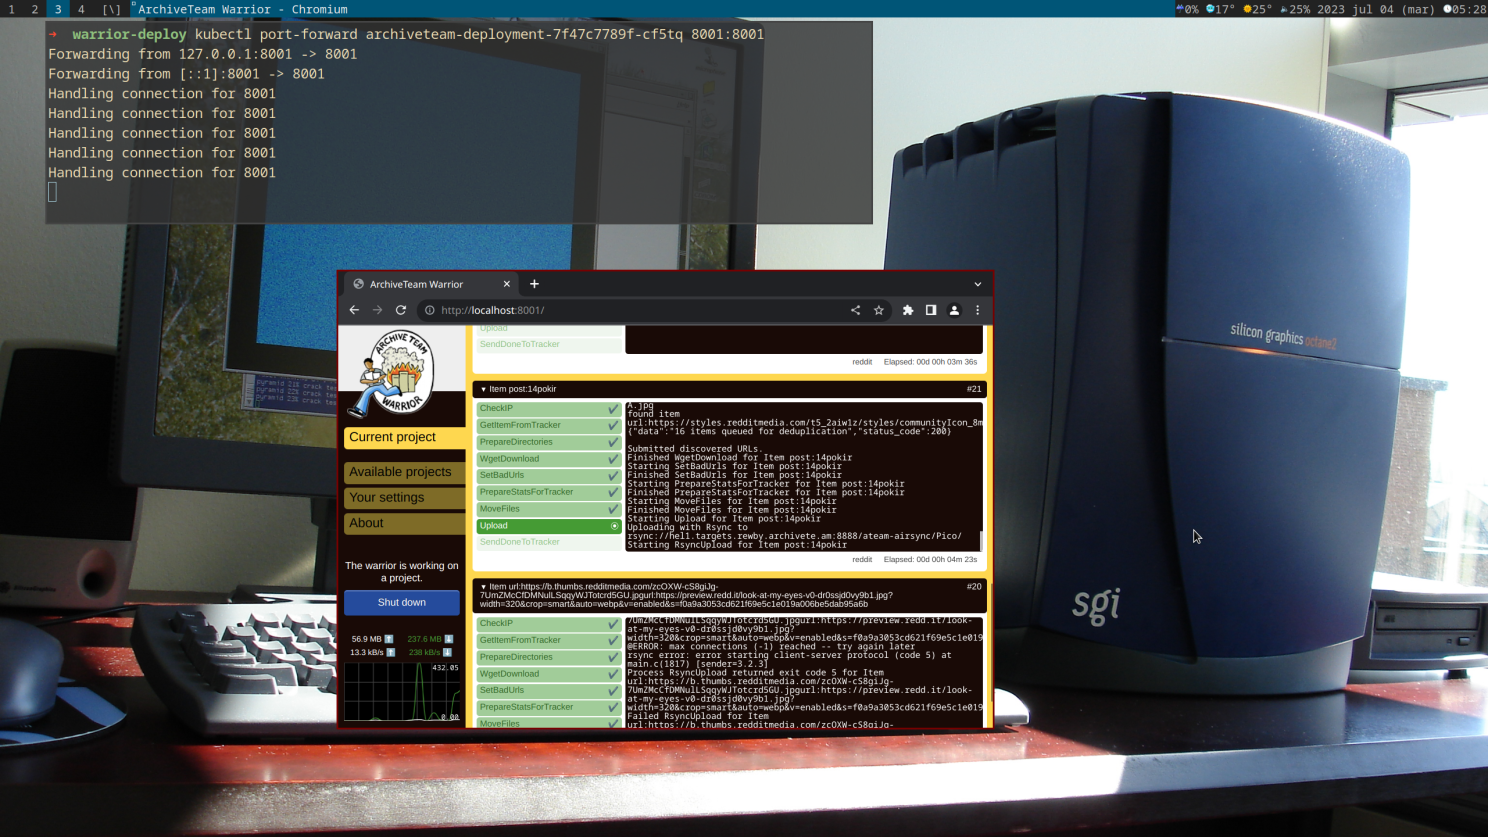 1 2 3 4 [\] ArchiveTeam Warrior - Chromium
0% 17° 25° 25% 2023 jul 04 (mar) 05:28
→ warrior-deploy kubectl port-forward archiveteam-deployment-7f47c7789f-cf5tq 8001:8001
Forwarding from 127.0.0.1:8001 -> 8001
Forwarding from [::1]:8001 -> 8001
Handling connection for 8001
Handling connection for 8001
Handling connection for 8001
Handling connection for 8001
Handling connection for 8001
silicon graphics octane2
sgi
ArchiveTeam Warrior
http://localhost:8001/
ARCHIVE TEAM
WARRIOR
Current project
Available projects
Your settings
About
The warrior is working on
a project.
Shut down
56.9 MB 237.6 MB
13.3 kB/s 238 kB/s
432.05
0.00
Upload
SendDoneToTracker
reddit Elapsed: 00d 00h 03m 36s
▾ Item post:14pokir #21
CheckIP
GetItemFromTracker
PrepareDirectories
WgetDownload
SetBadUrls
PrepareStatsForTracker
MoveFiles
Upload
SendDoneToTracker
A.jpg
found item
url:https://styles.redditmedia.com/t5_2aiw1z/styles/communityIcon_8m
{"data":"16 items queued for deduplication","status_code":200}
Submitted discovered URLs.
Finished WgetDownload for Item post:14pokir
Starting SetBadUrls for Item post:14pokir
Finished SetBadUrls for Item post:14pokir
Starting PrepareStatsForTracker for Item post:14pokir
Finished PrepareStatsForTracker for Item post:14pokir
Starting MoveFiles for Item post:14pokir
Finished MoveFiles for Item post:14pokir
Starting Upload for Item post:14pokir
Uploading with Rsync to
rsync://hel1.targets.rewby.archivete.am:8888/ateam-airsync/Pico/
Starting RsyncUpload for Item post:14pokir
reddit Elapsed: 00d 00h 04m 23s
▾ Item url:https://b.thumbs.redditmedia.com/zcOXW-cS8giJg- #20
7UmZMcCfDMNulLSqqyWJTotcrd5GU.jpgurl:https://preview.redd.it/look-at-my-eyes-v0-dr0ssjd0vy9b1.jpg?
width=320&crop=smart&auto=webp&v=enabled&s=f0a9a3053cd621f69e5c1e019a006be5dab95a6b
CheckIP
GetItemFromTracker
PrepareDirectories
WgetDownload
SetBadUrls
PrepareStatsForTracker
MoveFiles
7UmZMcCfDMNulLSqqyWJTotcrd5GU.jpgurl:https://preview.redd.it/look-
at-my-eyes-v0-dr0ssjd0vy9b1.jpg?
width=320&crop=smart&auto=webp&v=enabled&s=f0a9a3053cd621f69e5c1e019
@ERROR: max connections (-1) reached -- try again later
rsync error: error starting client-server protocol (code 5) at
main.c(1817) [sender=3.2.3]
Process RsyncUpload returned exit code 5 for Item
url:https://b.thumbs.redditmedia.com/zcOXW-cS8giJg-
7UmZMcCfDMNulLSqqyWJTotcrd5GU.jpgurl:https://preview.redd.it/look-
at-my-eyes-v0-dr0ssjd0vy9b1.jpg?
width=320&crop=smart&auto=webp&v=enabled&s=f0a9a3053cd621f69e5c1e019
Failed RsyncUpload for Item
url:https://b.thumbs.redditmedia.com/zcOXW-cS8giJg-